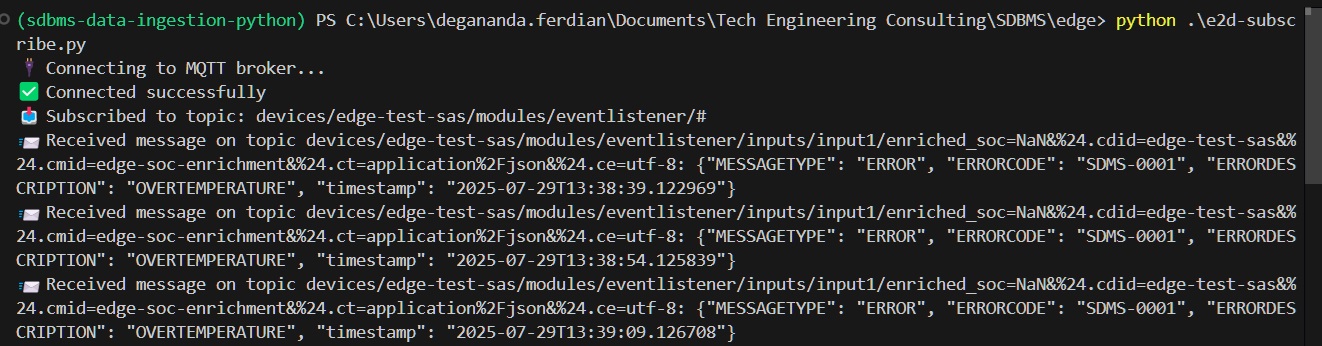 (sdbms-data-ingestion-python) PS C:\Users\degananda.ferdian\Documents\Tech Engineering Consulting\SDBMS\edge> python .\e2d-subsc
ribe.py
Connecting to MQTT broker...
Connected successfully
Subscribed to topic: devices/edge-test-sas/modules/eventlistener/#
Received message on topic devices/edge-test-sas/modules/eventlistener/inputs/input1/enriched_soc=NaN&%24.cdid=edge-test-sas&%
24.cmid=edge-soc-enrichment&%24.ct=application%2Fjson&%24.ce=utf-8: {"MESSAGETYPE": "ERROR", "ERRORCODE": "SDMS-0001", "ERRORDES
CRIPTION": "OVERTEMPERATURE", "timestamp": "2025-07-29T13:38:39.122969"}
Received message on topic devices/edge-test-sas/modules/eventlistener/inputs/input1/enriched_soc=NaN&%24.cdid=edge-test-sas&%
24.cmid=edge-soc-enrichment&%24.ct=application%2Fjson&%24.ce=utf-8: {"MESSAGETYPE": "ERROR", "ERRORCODE": "SDMS-0001", "ERRORDES
CRIPTION": "OVERTEMPERATURE", "timestamp": "2025-07-29T13:38:54.125839"}
Received message on topic devices/edge-test-sas/modules/eventlistener/inputs/input1/enriched_soc=NaN&%24.cdid=edge-test-sas&%
24.cmid=edge-soc-enrichment&%24.ct=application%2Fjson&%24.ce=utf-8: {"MESSAGETYPE": "ERROR", "ERRORCODE": "SDMS-0001", "ERRORDES
CRIPTION": "OVERTEMPERATURE", "timestamp": "2025-07-29T13:39:09.126708"}